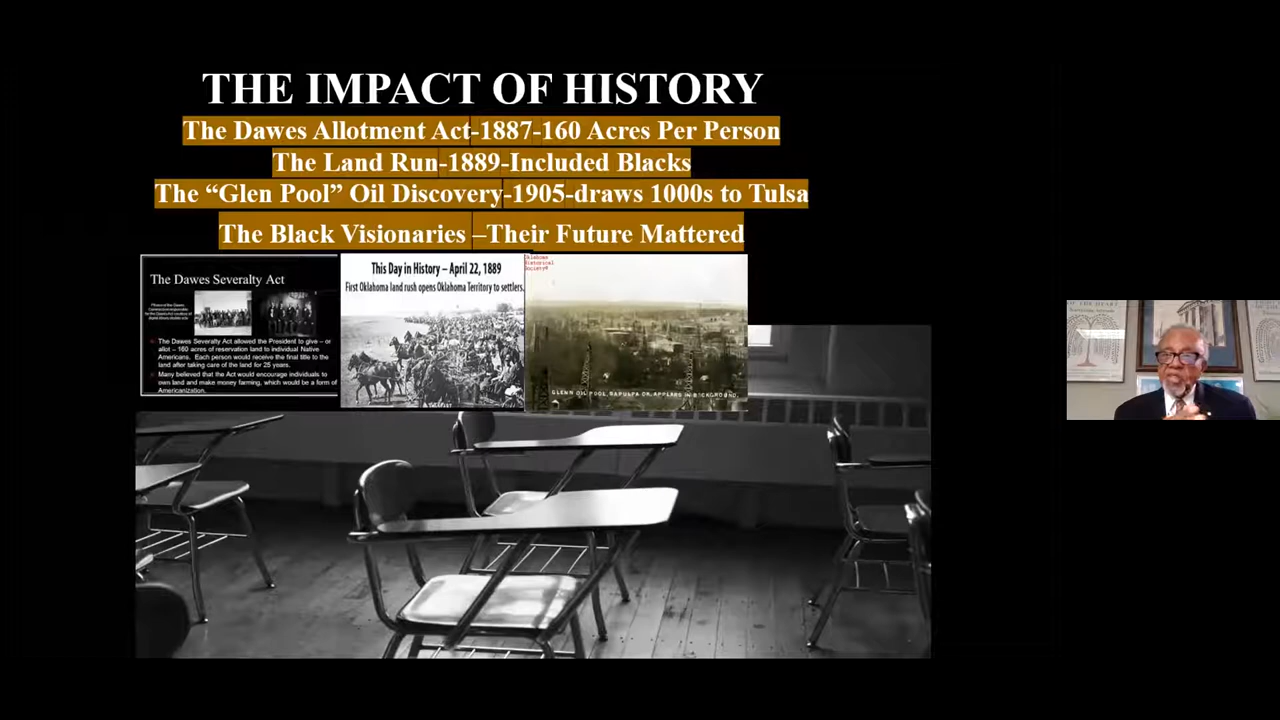 THE IMPACT OF HISTORY
The Dawes Allotment Act-1887-160 Acres Per Person
The Land Run-1889-Included Blacks
The “Glen Pool” Oil Discovery-1905-draws 1000s to Tulsa
The Black Visionaries –Their Future Mattered
The Dawes Severalty Act
The Dawes Severalty Act allowed the President to give – or
allot – 160 acres of reservation land to individual Native
Americans. Each person would receive the final title to the
land after taking care of the land for 25 years.
Many believed that the Act would encourage individuals to
own land and make money farming, which would be a form of
Americanization.
This Day in History – April 22, 1889
First Oklahoma land rush opens Oklahoma Territory to settlers.
Oklahoma
Historical
Society
GLENN OIL POOL, SAPULPA OK.